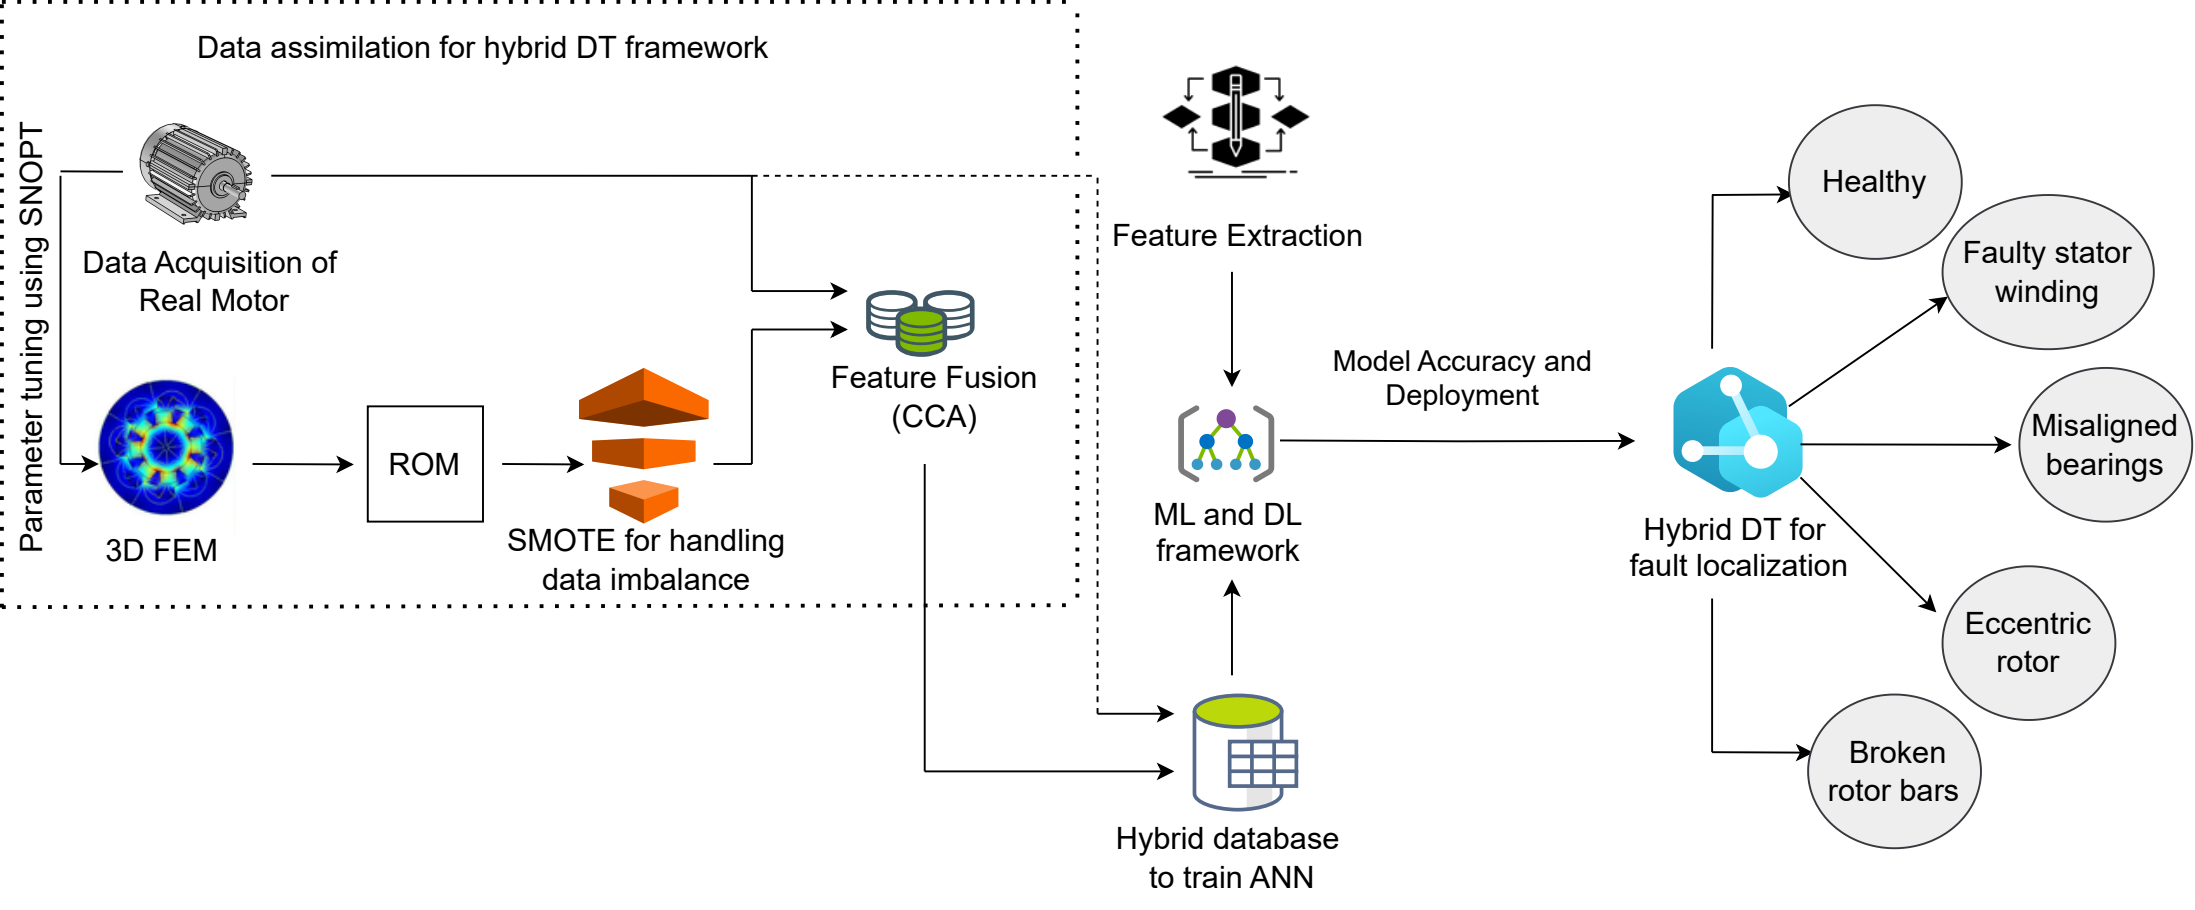 Data assimilation for hybrid DT framework
Parameter tuning using SNOPT
Data Acquisition of
Real Motor
3D FEM
ROM
SMOTE for handling
data imbalance
Feature Fusion
(CCA)
Feature Extraction
ML and DL
framework
Hybrid database
to train ANN
Model Accuracy and
Deployment
Hybrid DT for
fault localization
Healthy
Faulty stator
winding
Misaligned
bearings
Eccentric
rotor
Broken
rotor bars